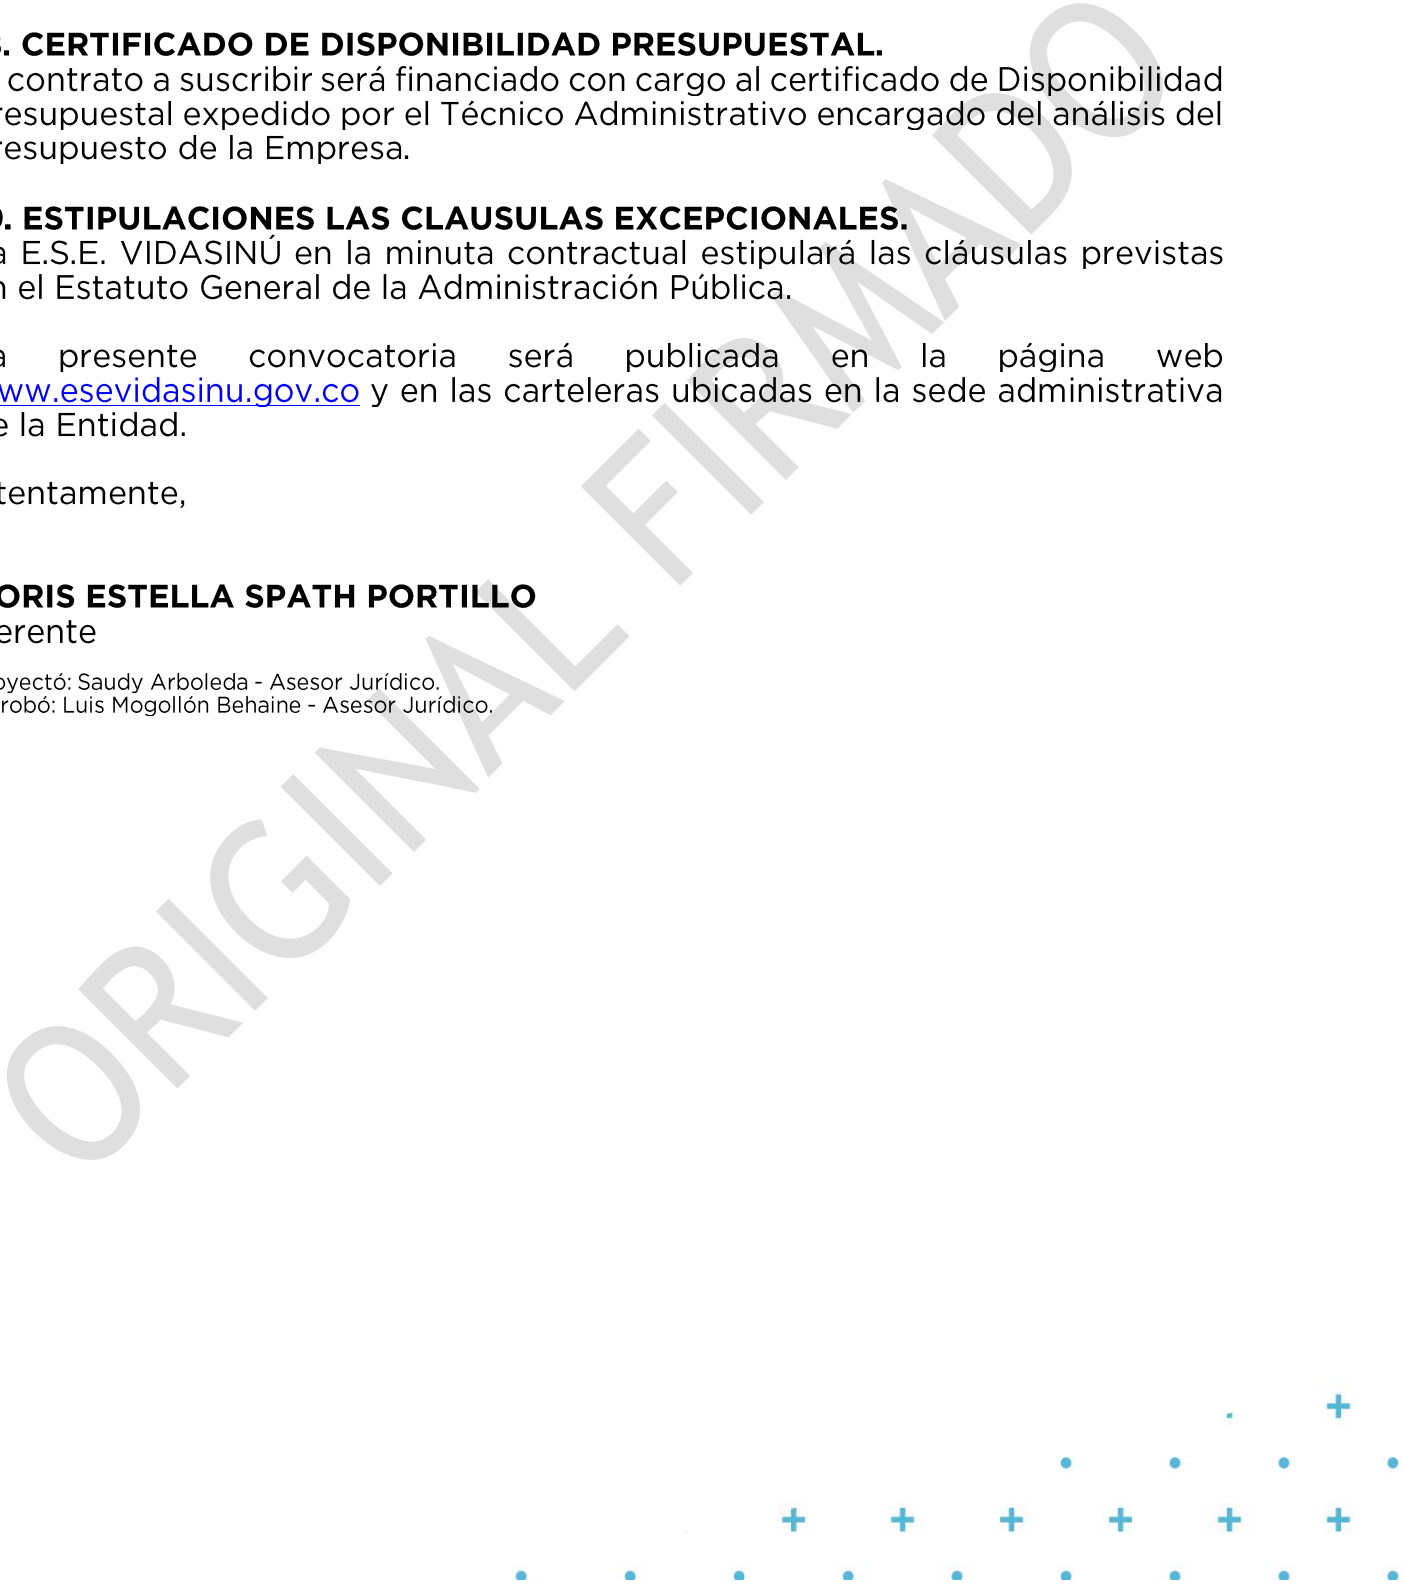 . CERTIFICADO DE DISPONIBILIDAD PRESUPUESTAL.
contrato a suscribir será financiado con cargo al certificado de Disponibilidad
resupuestal expedido por el Técnico Administrativo encargado del análisis del
resupuesto de la Empresa.
. ESTIPULACIONES LAS CLAUSULAS EXCEPCIONALES.
a E.S.E. VIDASINÚ en la minuta contractual estipulará las cláusulas previstas
n el Estatuto General de la Administración Pública.
a presente convocatoria será publicada en la página web
ww.esevidasinu.gov.co y en las carteleras ubicadas en la sede administrativa
e la Entidad.
tentamente,
ORIS ESTELLA SPATH PORTILLO
erente
oyectó: Saudy Arboleda - Asesor Jurídico.
robó: Luis Mogollón Behaine - Asesor Jurídico.
ORIGINAL FIRMADO